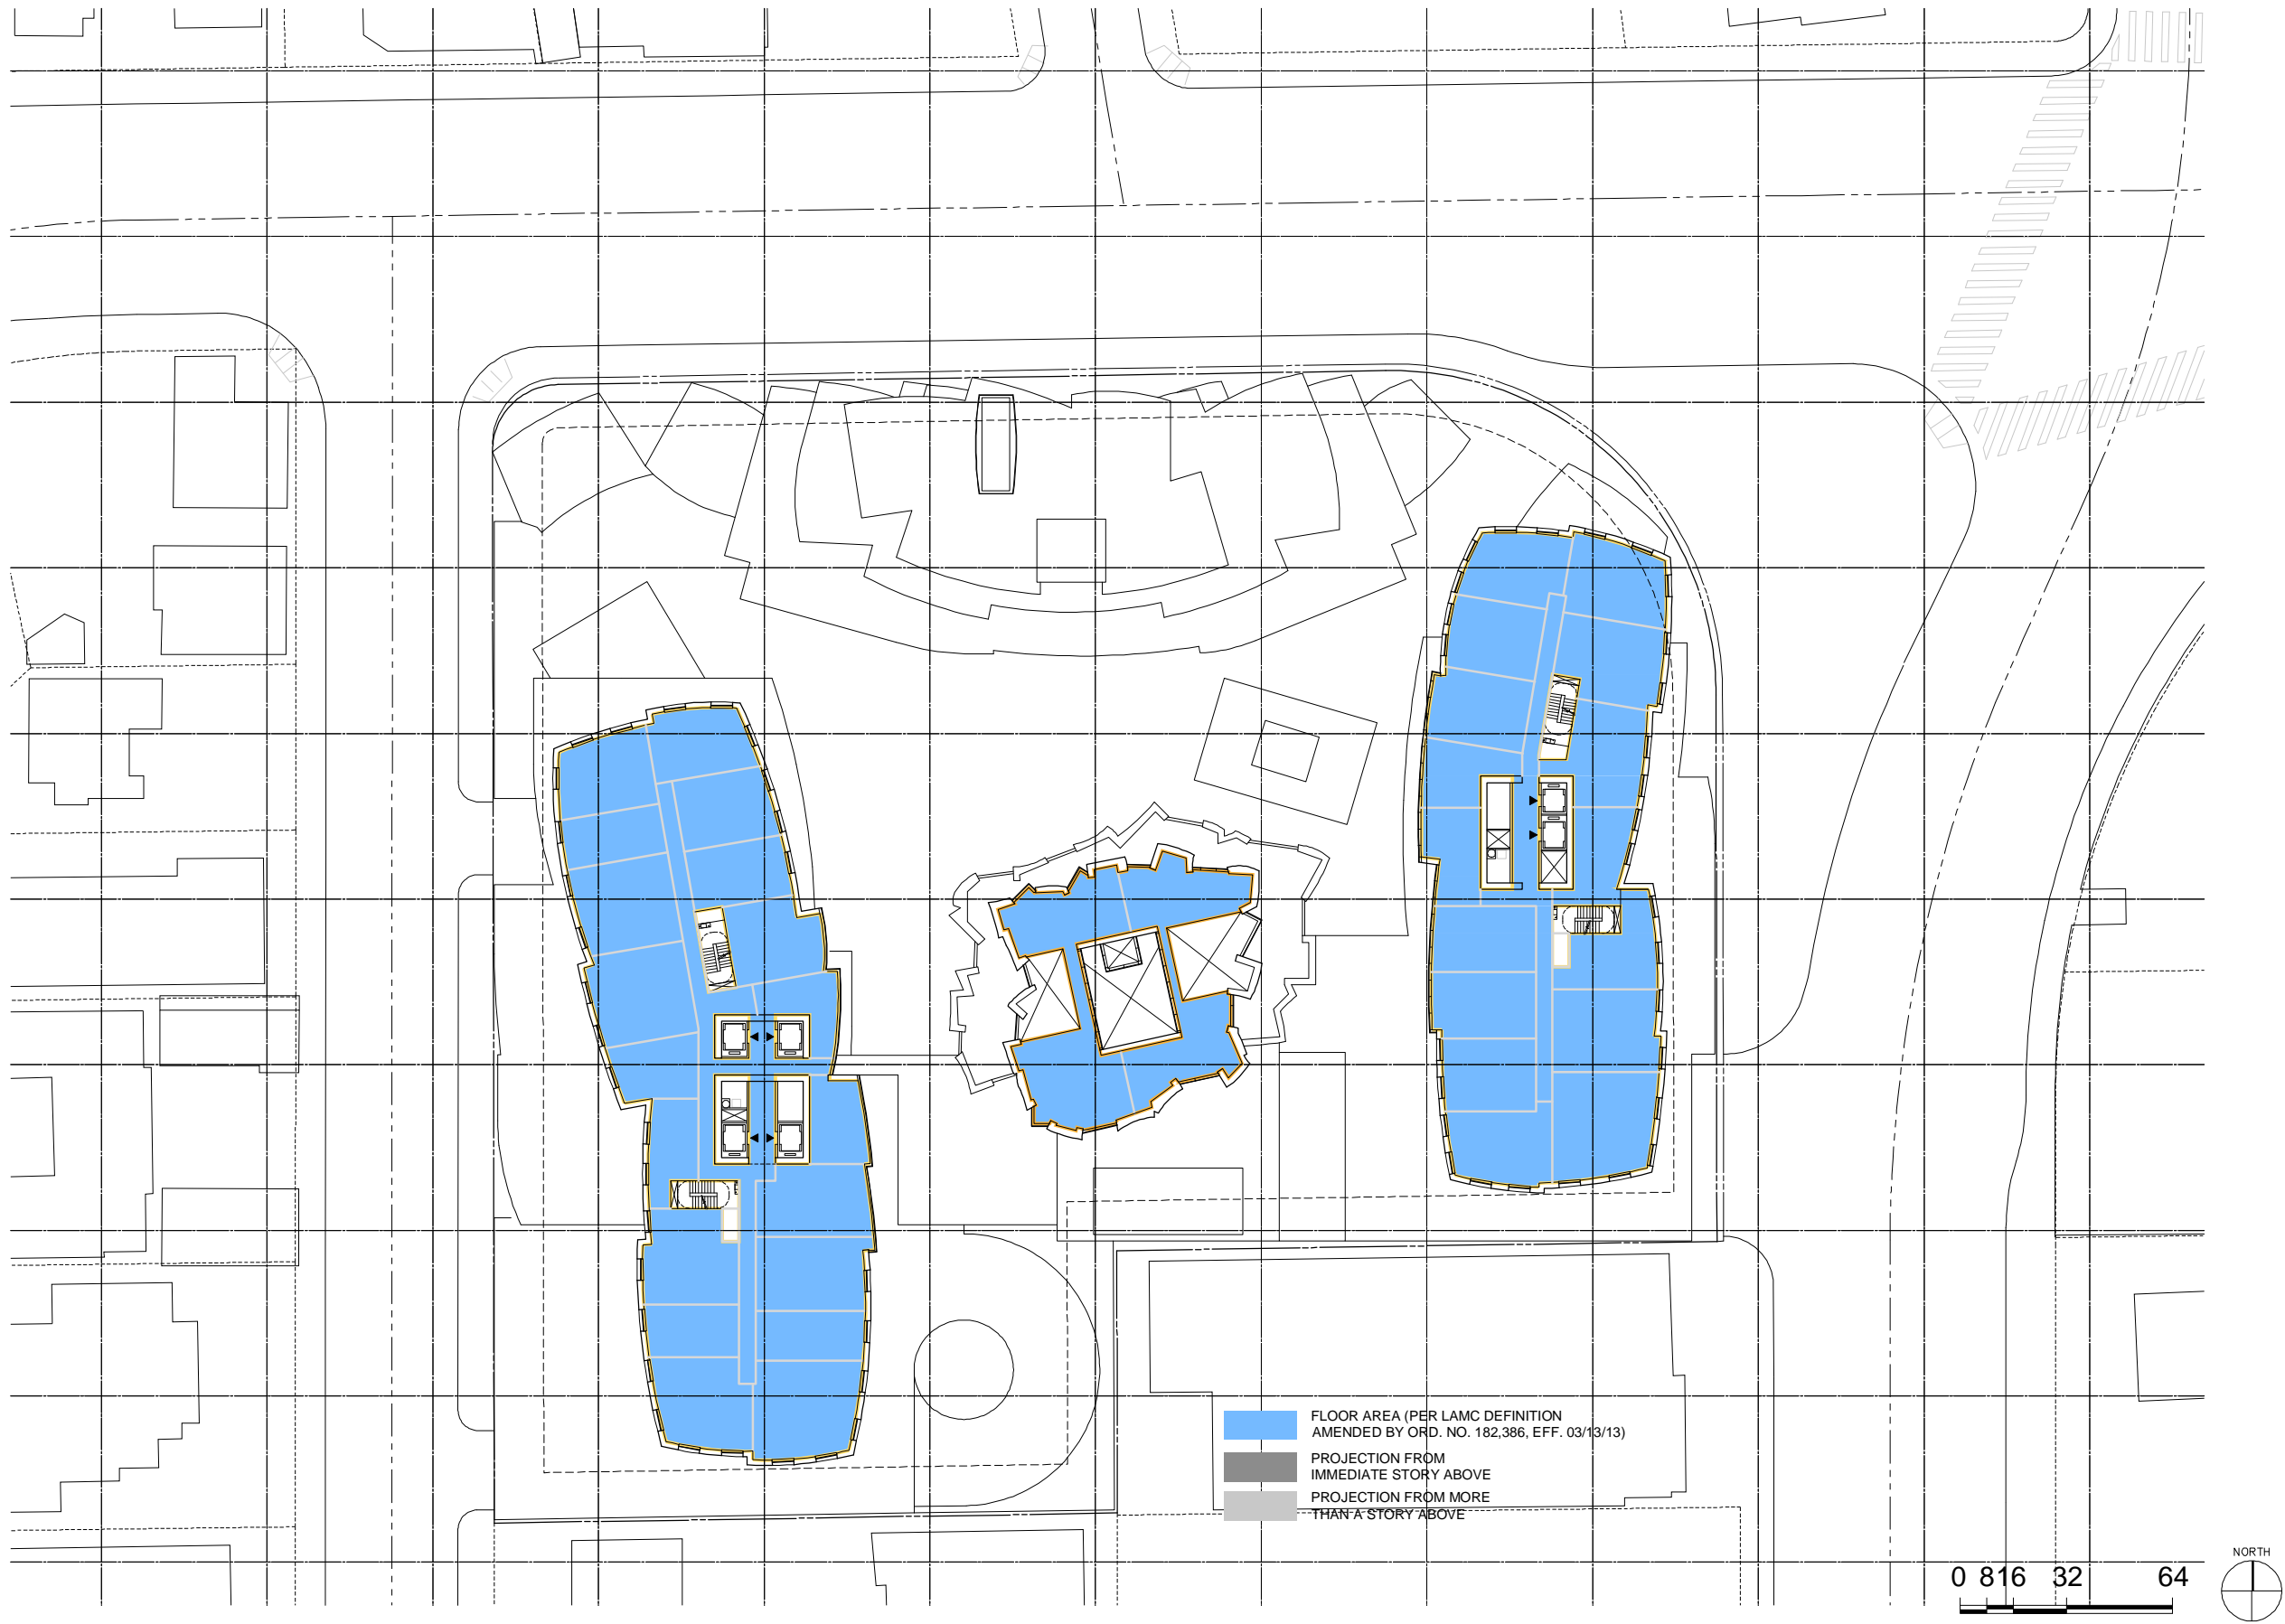 FLOOR AREA (PER LAMC DEFINITION
AMENDED BY ORD. NO. 182,386, EFF. 03/13/13)
PROJECTION FROM
IMMEDIATE STORY ABOVE
PROJECTION FROM MORE
THAN A STORY ABOVE
NORTH
0 8 16 32 64